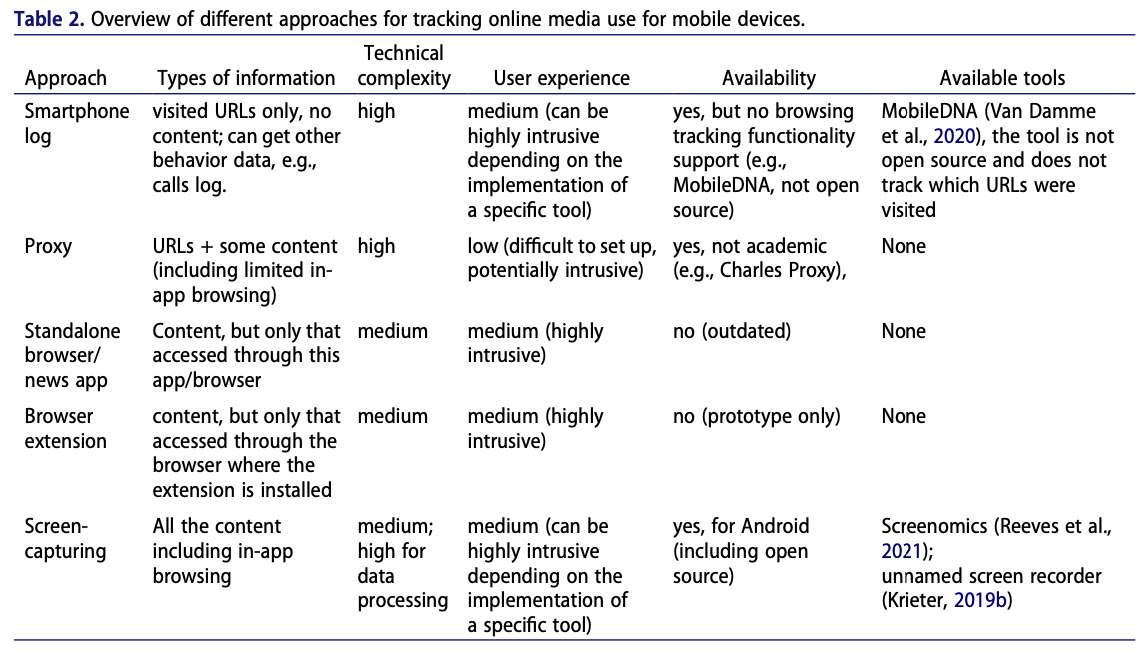 Table 2. Overview of different approaches for tracking online media use for mobile devices.
Technical
Approach Types of information complexity User experience Availability Available tools
Smartphone visited URLs only, no high medium (can be yes, but no browsing MobileDNA (Van Damme
log content; can get other highly intrusive tracking functionality et al., 2020), the tool is not
behavior data, e.g., depending on the support (e.g., open source and does not
calls log. implementation of MobileDNA, not open track which URLs were
a specific tool) source) visited
Proxy URLs + some content high low (difficult to set up, yes, not academic None
(including limited in- potentially intrusive) (e.g., Charles Proxy),
app browsing)
Standalone Content, but only that medium medium (highly no (outdated) None
browser/ accessed through this intrusive)
news app app/browser
Browser content, but only that medium medium (highly no (prototype only) None
extension accessed through the intrusive)
browser where the
extension is installed
Screen- All the content medium; medium (can be yes, for Android Screenomics (Reeves et al.,
capturing including in-app high for highly intrusive (including open 2021);
browsing data depending on the source) unnamed screen recorder
processing implementation of (Krieter, 2019b)
a specific tool)